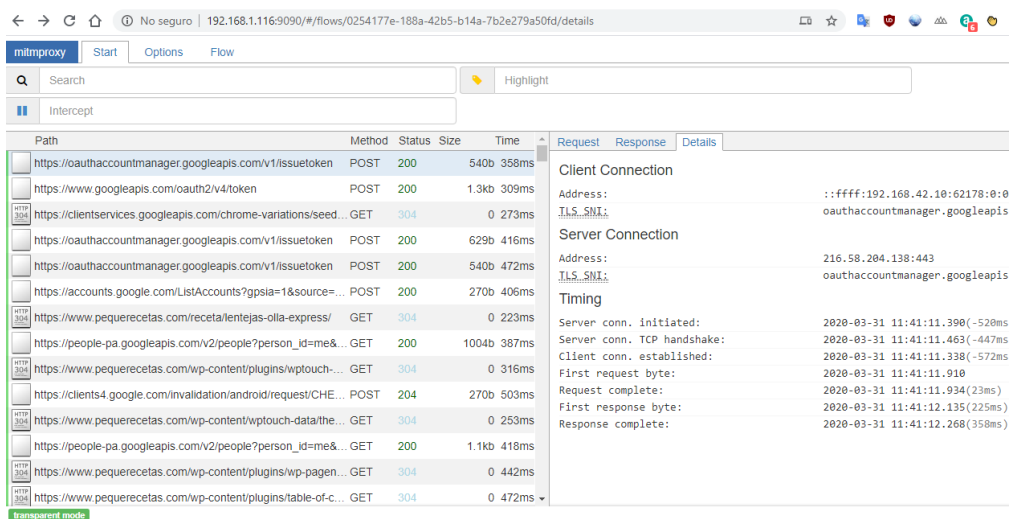 No seguro | 192.168.1.116:9090/#/flows/0254177e-188a-42b5-b14a-7b2e279a50fd/details
6
mitmproxy Start Options Flow
Search Highlight
Intercept
Path Method Status Size Time
https://oauthaccountmanager.googleapis.com/v1/issuetoken POST 200 540b 358ms
https://www.googleapis.com/oauth2/v4/token POST 200 1.3kb 309ms
HTTP 304 https://clientservices.googleapis.com/chrome-variations/seed... GET 304 0 273ms
https://oauthaccountmanager.googleapis.com/v1/issuetoken POST 200 629b 416ms
https://oauthaccountmanager.googleapis.com/v1/issuetoken POST 200 540b 472ms
https://accounts.google.com/ListAccounts?gpsia=1&source=... POST 200 270b 406ms
HTTP 304 https://www.pequerecetas.com/receta/lentejas-olla-express/ GET 304 0 223ms
https://people-pa.googleapis.com/v2/people?person_id=me&... GET 200 1004b 387ms
HTTP 304 https://www.pequerecetas.com/wp-content/plugins/wptouch-... GET 304 0 316ms
https://clients4.google.com/invalidation/android/request/CHE... POST 204 270b 503ms
HTTP 304 https://www.pequerecetas.com/wp-content/wptouch-data/the... GET 304 0 253ms
https://people-pa.googleapis.com/v2/people?person_id=me&... GET 200 1.1kb 418ms
HTTP 304 https://www.pequerecetas.com/wp-content/plugins/wp-pagen... GET 304 0 442ms
HTTP 304 https://www.pequerecetas.com/wp-content/plugins/table-of-c... GET 304 0 472ms
transparent mode
Request Response Details
Client Connection
Address: ::ffff:192.168.42.10:62178:0:0
TLS SNI: oauthaccountmanager.googleapis
Server Connection
Address: 216.58.204.138:443
TLS SNI: oauthaccountmanager.googleapis
Timing
Server conn. initiated: 2020-03-31 11:41:11.390(-520ms
Server conn. TCP handshake: 2020-03-31 11:41:11.463(-447ms
Client conn. established: 2020-03-31 11:41:11.338(-572ms
First request byte: 2020-03-31 11:41:11.910
Request complete: 2020-03-31 11:41:11.934(23ms)
First response byte: 2020-03-31 11:41:12.135(225ms)
Response complete: 2020-03-31 11:41:12.268(358ms)